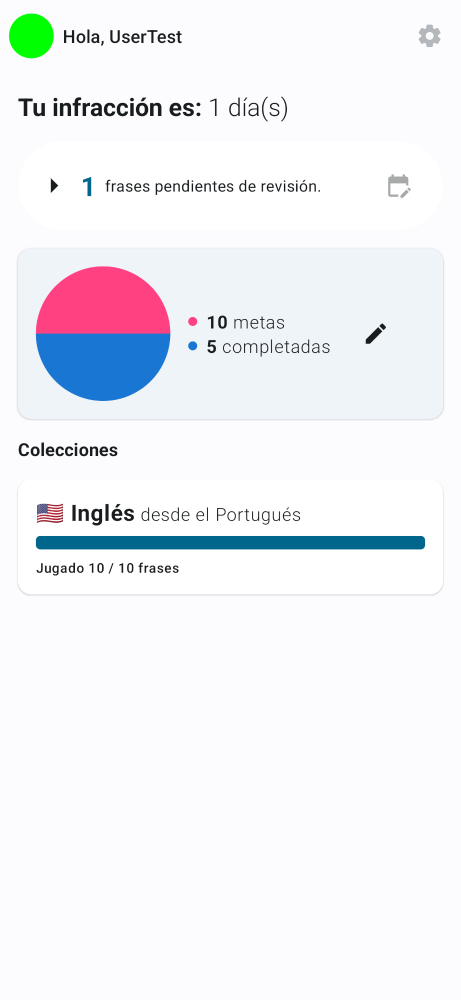 Hola, UserTest
Tu infracción es: 1 día(s)
1 frases pendientes de revisión.
10 metas
5 completadas
Colecciones
🇺🇸 Inglés desde el Portugués
Jugado 10 / 10 frases